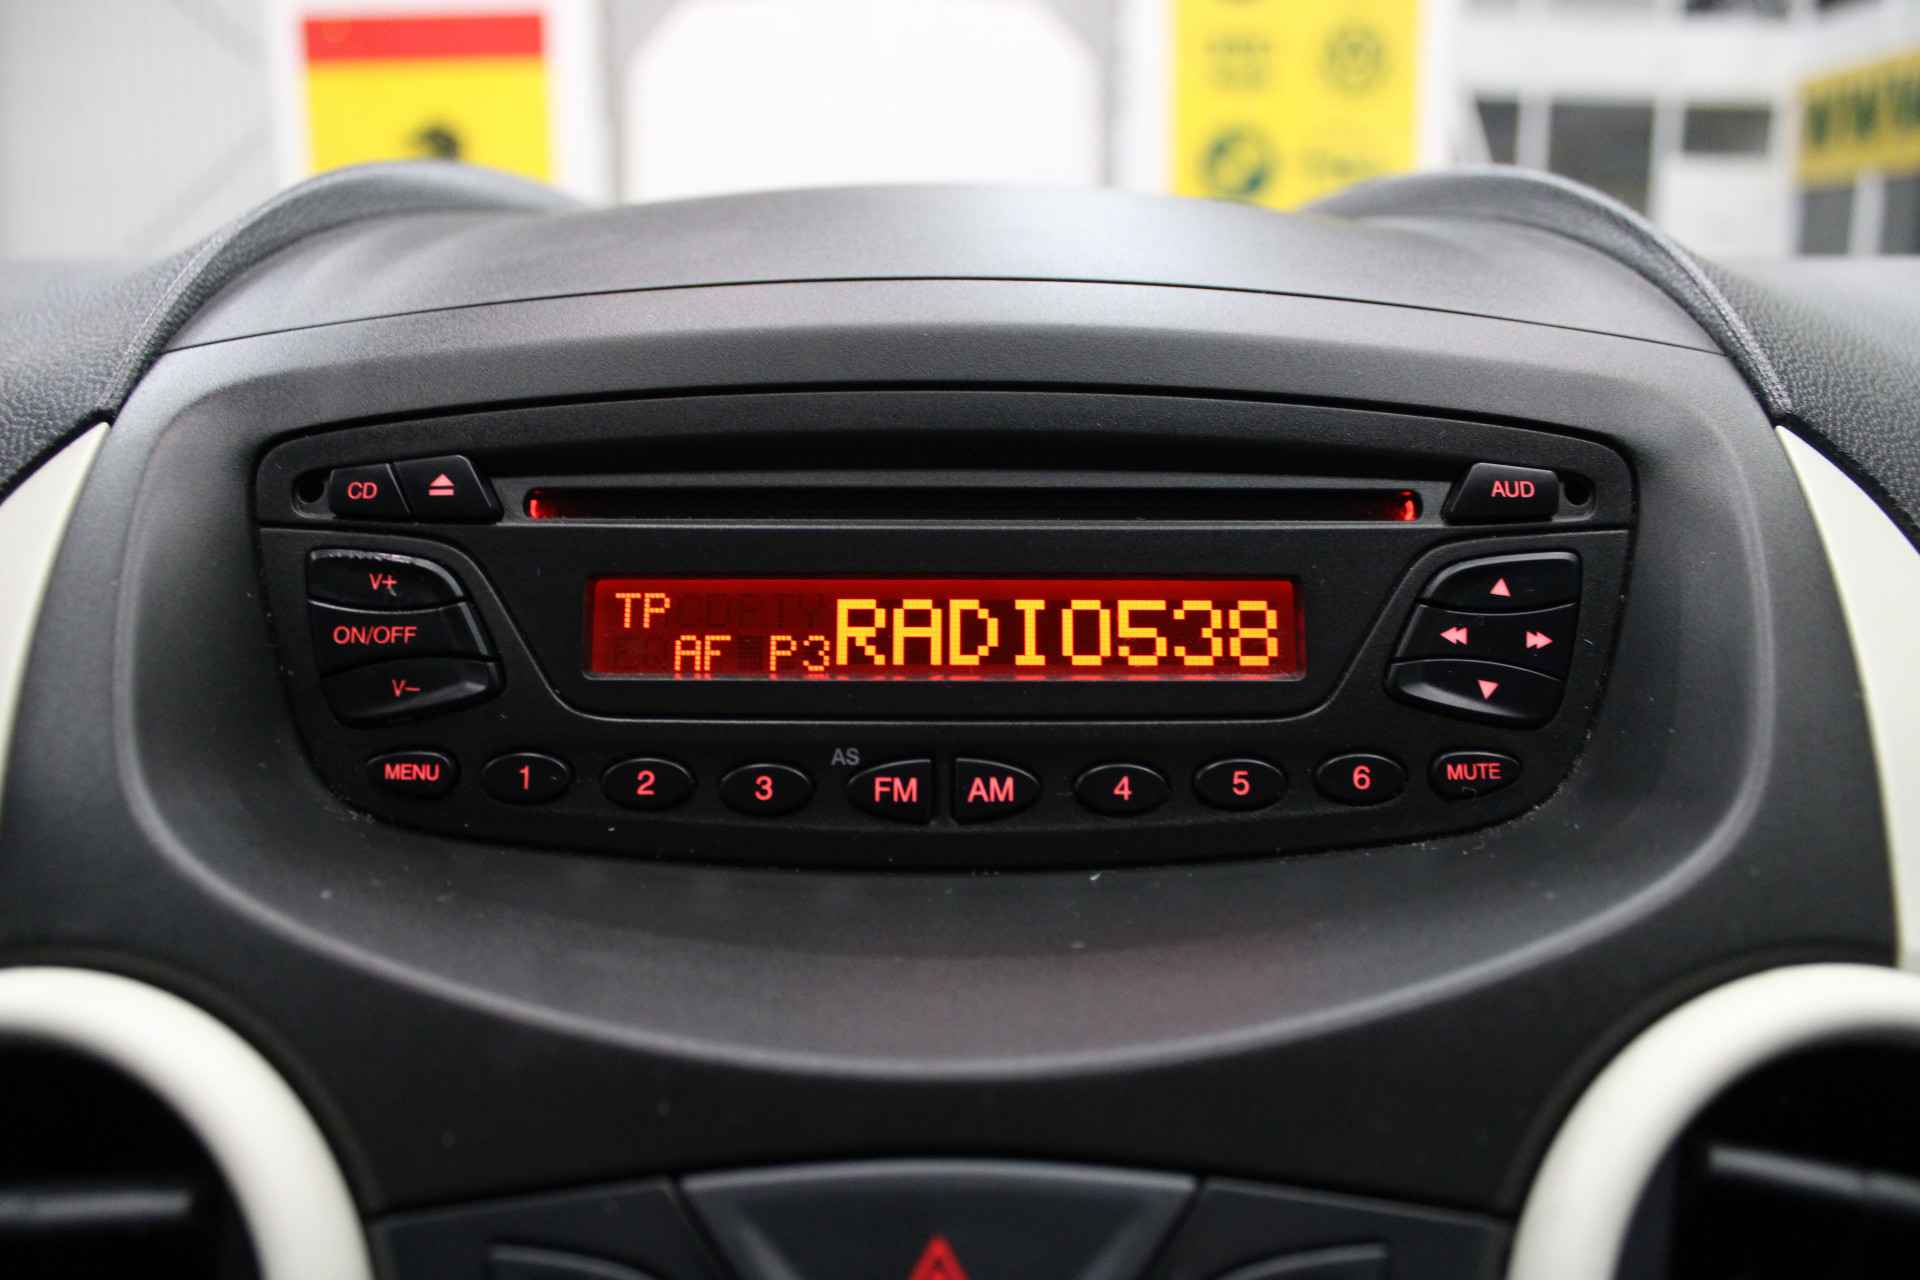 CD
AUD
V+
ON/OFF
V-
TP
AF P3
RADIO538
MENU
1
2
3
AS
FM
AM
4
5
6
MUTE